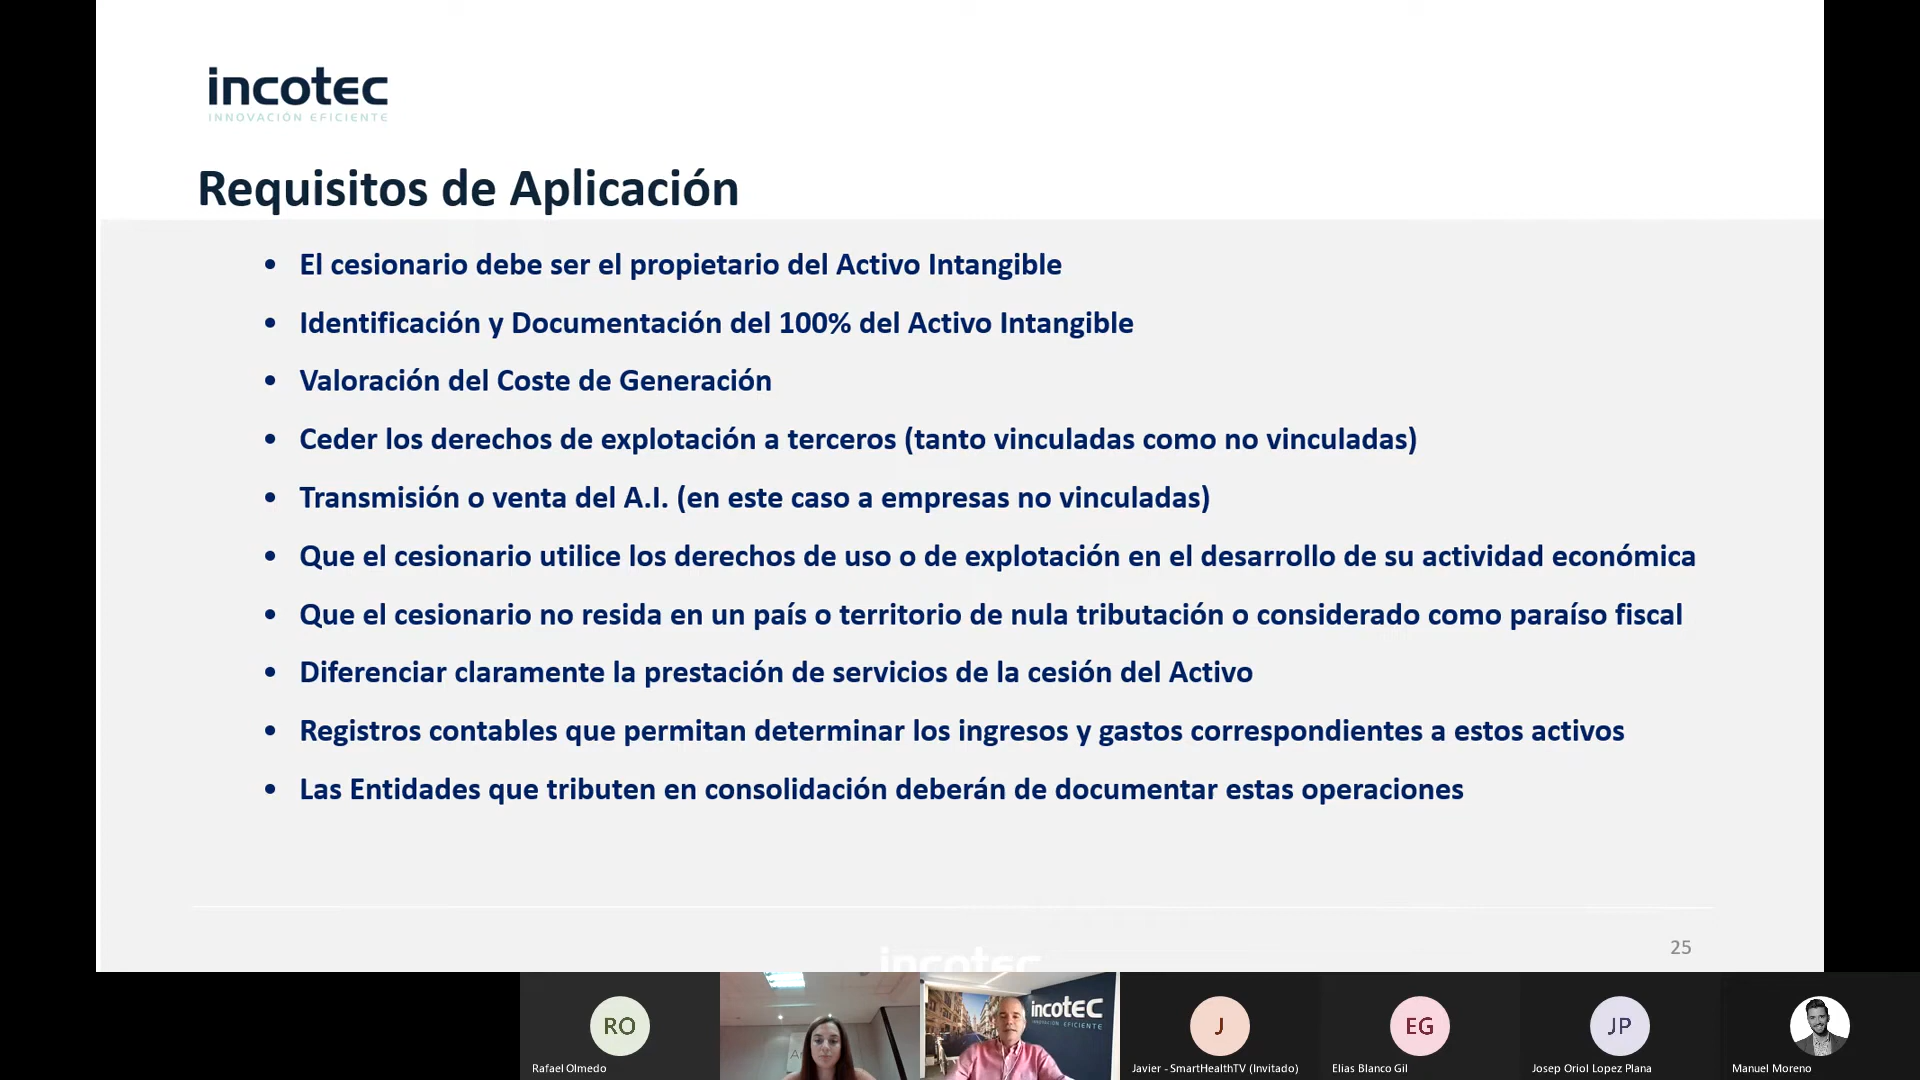 incotec
INNOVACIÓN EFICIENTE
Requisitos de Aplicación
• El cesionario debe ser el propietario del Activo Intangible
• Identificación y Documentación del 100% del Activo Intangible
• Valoración del Coste de Generación
• Ceder los derechos de explotación a terceros (tanto vinculadas como no vinculadas)
• Transmisión o venta del A.I. (en este caso a empresas no vinculadas)
• Que el cesionario utilice los derechos de uso o de explotación en el desarrollo de su actividad económica
• Que el cesionario no resida en un país o territorio de nula tributación o considerado como paraíso fiscal
• Diferenciar claramente la prestación de servicios de la cesión del Activo
• Registros contables que permitan determinar los ingresos y gastos correspondientes a estos activos
• Las Entidades que tributen en consolidación deberán de documentar estas operaciones
incotec
25
RO
Rafael Olmedo
incotec
INNOVACIÓN EFICIENTE
J
Javier - SmartHealthTV (Invitado)
EG
Elias Blanco Gil
JP
Josep Oriol Lopez Plana
Manuel Moreno